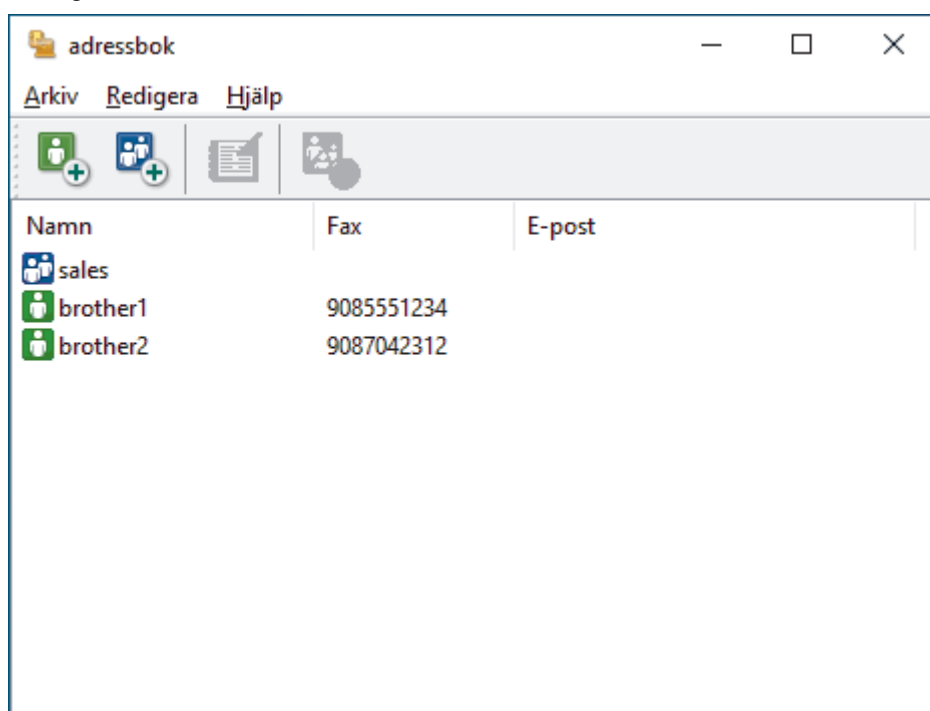 adressbok
Arkiv Redigera Hjälp
Namn Fax E-post
sales
brother1 9085551234
brother2 9087042312